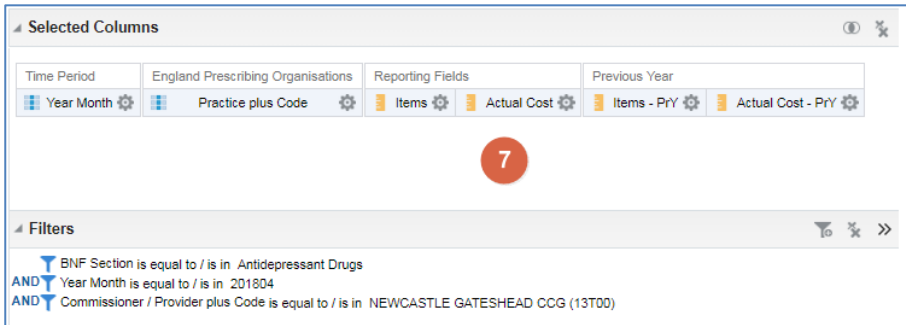 Selected Columns
Time Period England Prescribing Organisations Reporting Fields Previous Year
Year Month Practice plus Code Items Actual Cost Items - PrY Actual Cost - PrY
7
Filters
BNF Section is equal to / is in Antidepressant Drugs
AND Year Month is equal to / is in 201804
AND Commissioner / Provider plus Code is equal to / is in NEWCASTLE GATESHEAD CCG (13T00)